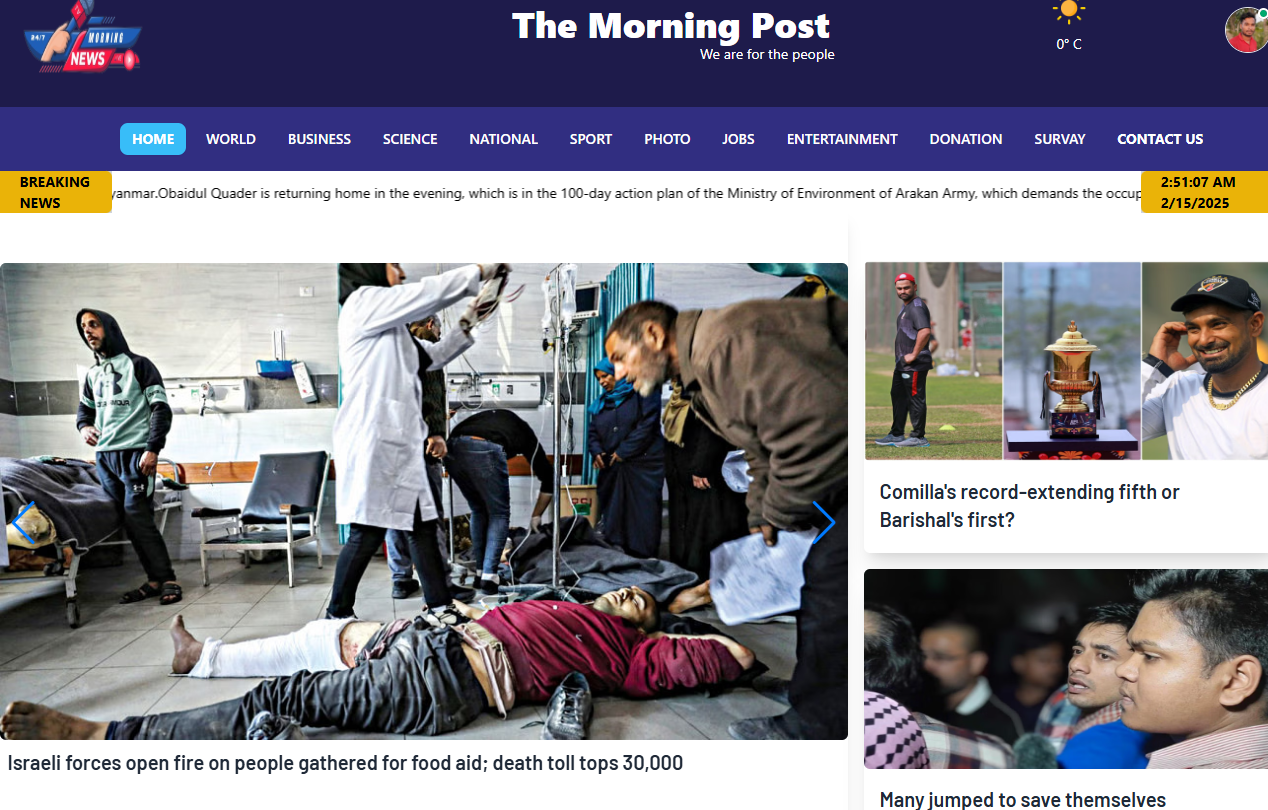 24/7 MORNING
NEWS
The Morning Post
We are for the people
0° C
HOME WORLD BUSINESS SCIENCE NATIONAL SPORT PHOTO JOBS ENTERTAINMENT DONATION SURVAY CONTACT US
BREAKING
NEWS
yanmar.Obaidul Quader is returning home in the evening, which is in the 100-day action plan of the Ministry of Environment of Arakan Army, which demands the occup
2:51:07 AM
2/15/2025
Israeli forces open fire on people gathered for food aid; death toll tops 30,000
Comilla's record-extending fifth or
Barishal's first?
Many jumped to save themselves